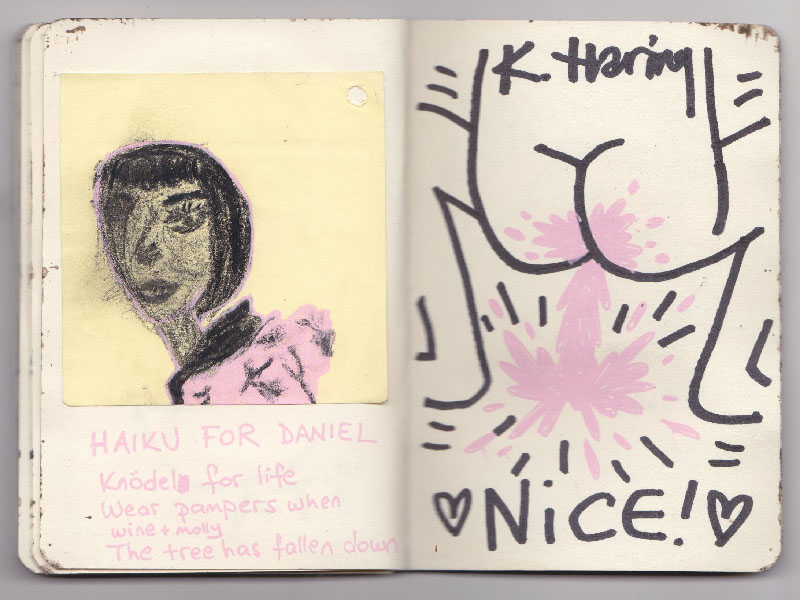 HAIKU FOR DANIEL
Knödel for life
Wear pampers when
wine + molly
The tree has fallen down
K. Haring
NiCE!